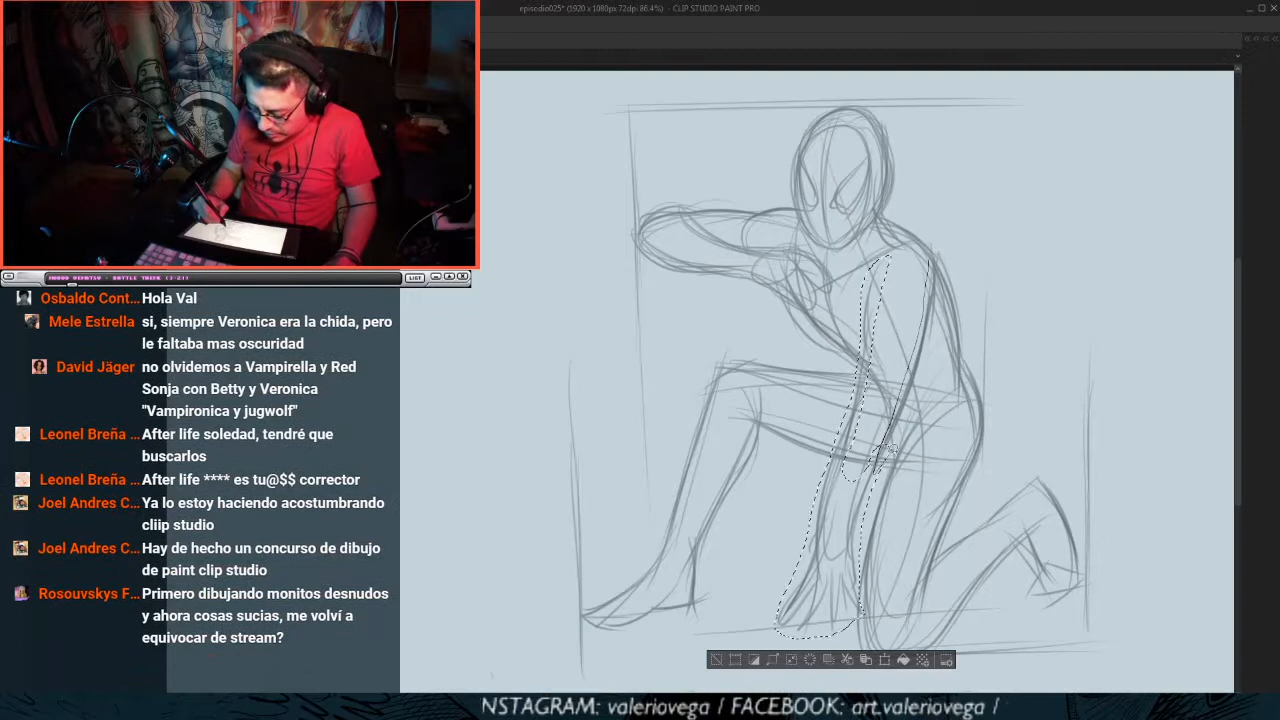 episodio025* (1920 x 1080px 72dpi 86.4%) - CLIP STUDIO PAINT PRO
LIST
Osbaldo Cont... Hola Val
Mele Estrella si, siempre Veronica era la chida, pero
le faltaba mas oscuridad
David Jäger no olvidemos a Vampirella y Red
Sonja con Betty y Veronica
"Vampironica y jugwolf"
Leonel Breña ... After life soledad, tendré que
buscarlos
Leonel Breña ... After life **** es tu@$$ corrector
Joel Andres C... Ya lo estoy haciendo acostumbrando
cliip studio
Joel Andres C... Hay de hecho un concurso de dibujo
de paint clip studio
Rosouvskys F... Primero dibujando monitos desnudos
y ahora cosas sucias, me volví a
equivocar de stream?
NSTAGRAM: valeriovega / FACEBOOK: art.valeriovega /